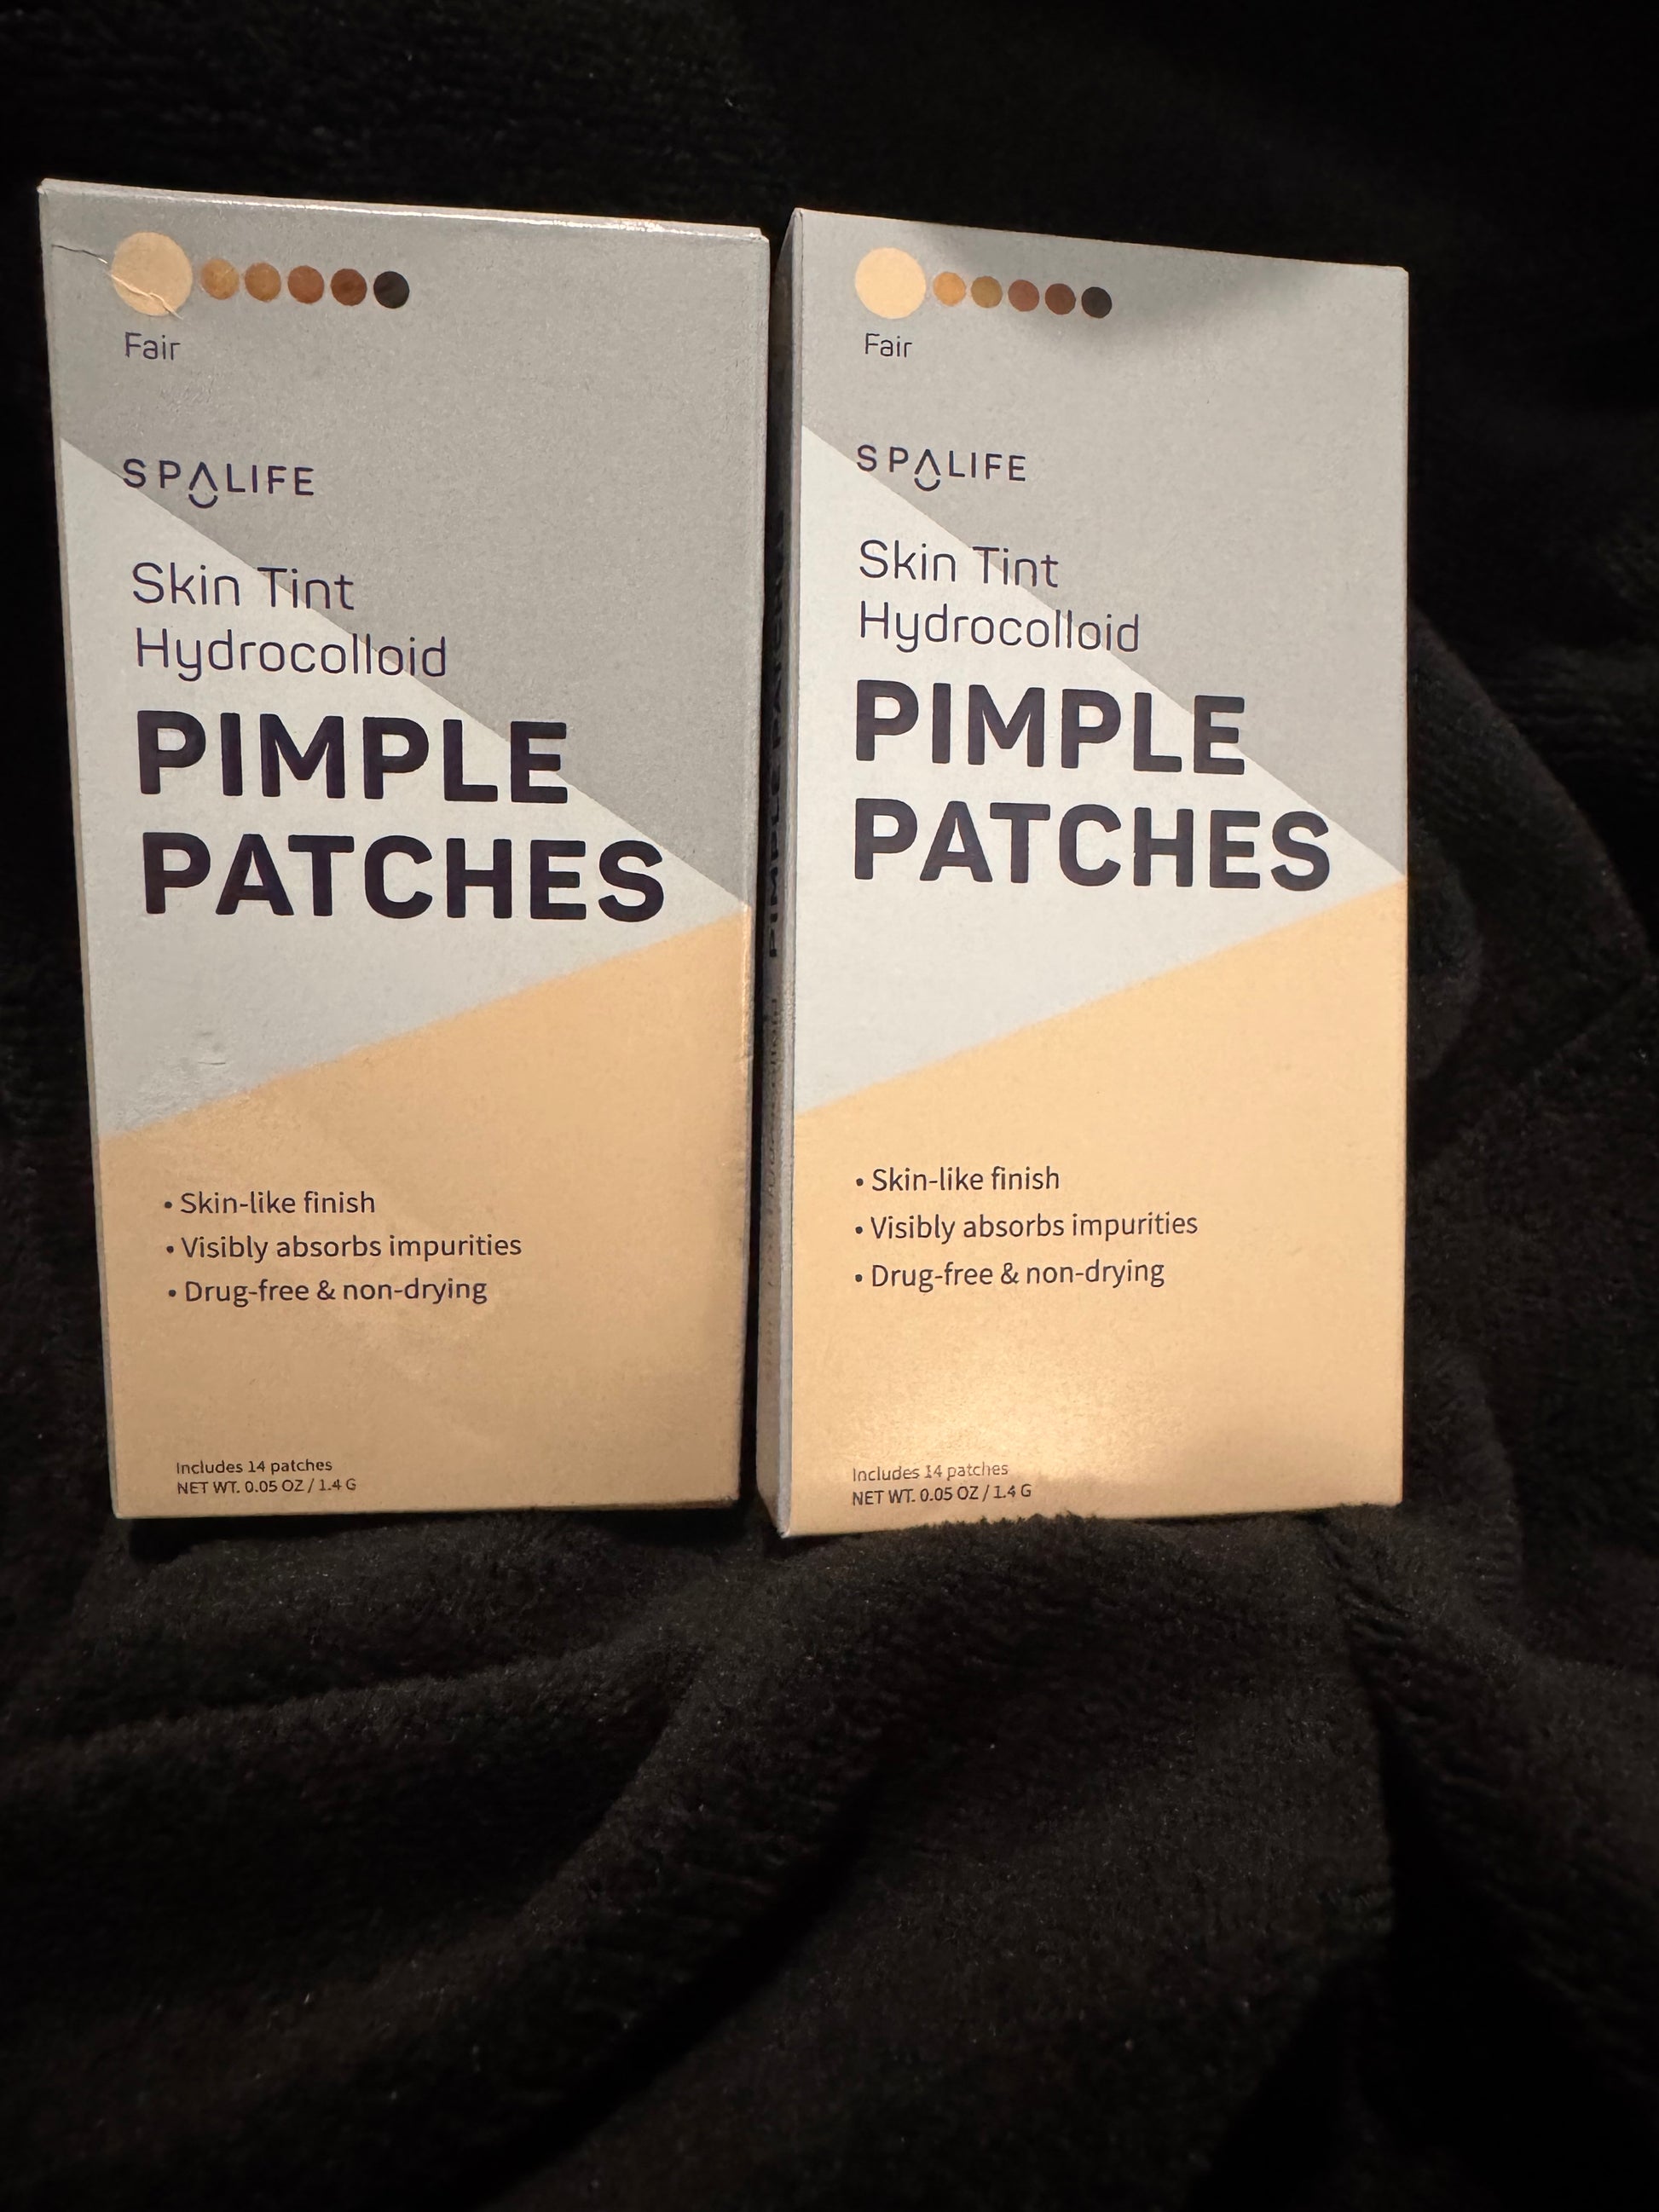 Fair
SPALIFE
Skin Tint
Hydrocolloid
PIMPLE
PATCHES
• Skin-like finish
• Visibly absorbs impurities
• Drug-free & non-drying
Includes 14 patches
NET WT. 0.05 OZ / 1.4 G
PIMPLE PATCHES
Fair
SPALIFE
Skin Tint
Hydrocolloid
PIMPLE
PATCHES
• Skin-like finish
• Visibly absorbs impurities
• Drug-free & non-drying
Includes 14 patches
NET WT. 0.05 OZ / 1.4 G